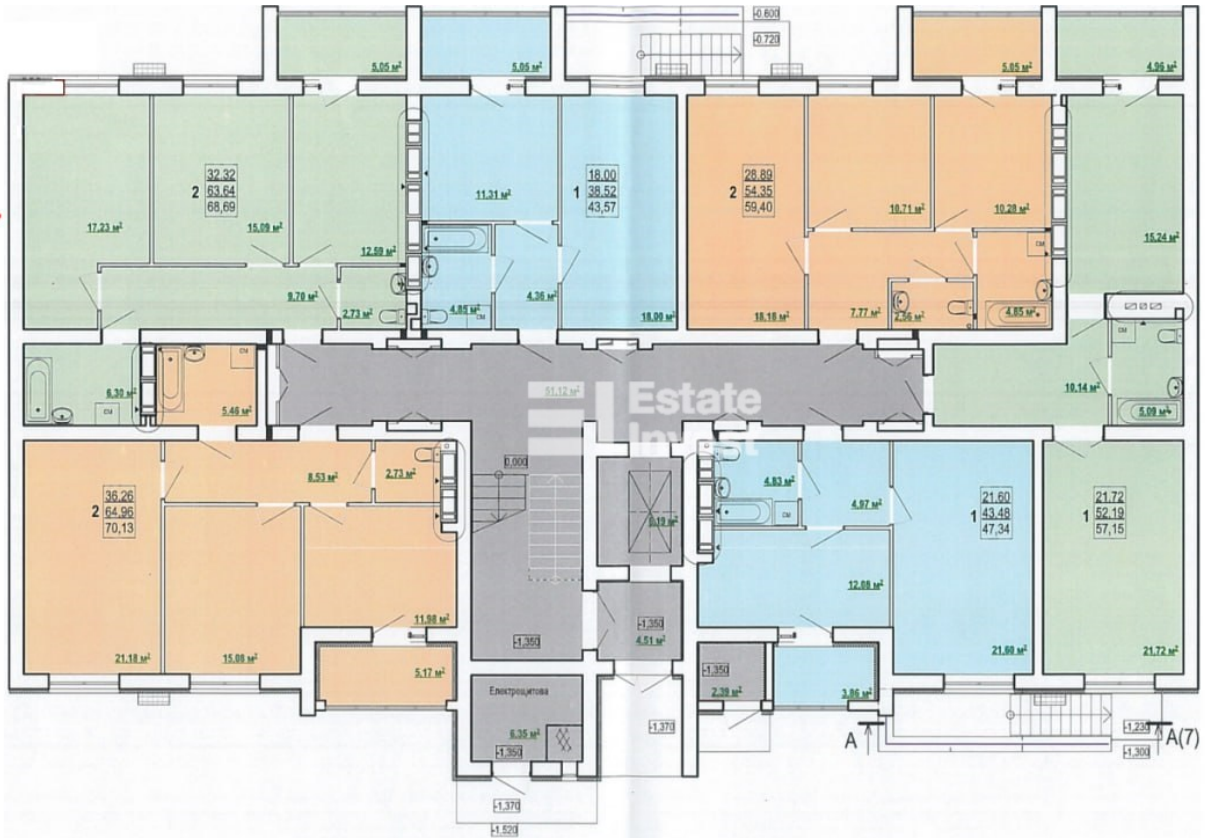 -0.600
-0.720
5,05 м²
5,05 м²
5,05 м²
4,96 м²
2
32.32
63,64
68,69
17,23 м²
15,09 м²
12,59 м²
11,31 м²
1
18.00
38,52
43,57
2
28.89
54.35
59,40
10,71 м²
10,28 м²
15,24 м²
9,70 м²
2,73 м²
4,85 м²
4,36 м²
18,00 м²
18,18 м²
7,77 м²
2,56 м²
4,85 м²
СМ
СМ
6,30 м²
СМ
5,46 м²
СМ
51,12 м²
Estate
Invest
10,14 м²
5,00 м²
0,000
8,53 м²
2,73 м²
2
36.26
64,96
70,13
4,83 м²
СМ
4,97 м²
1
21.60
43,48
47,34
1
21.72
52,19
57,15
12,08 м²
21,18 м²
15,08 м²
11,98 м²
-1,350
-1,350
4.51 м²
21,60 м²
21,72 м²
5,17 м²
-1,350
2.39 м²
3,86 м²
Електрощитова
6.35 м²
-1,350
-1,370
А
А(7)
-1,230
-1,300
-1,370
-1.520